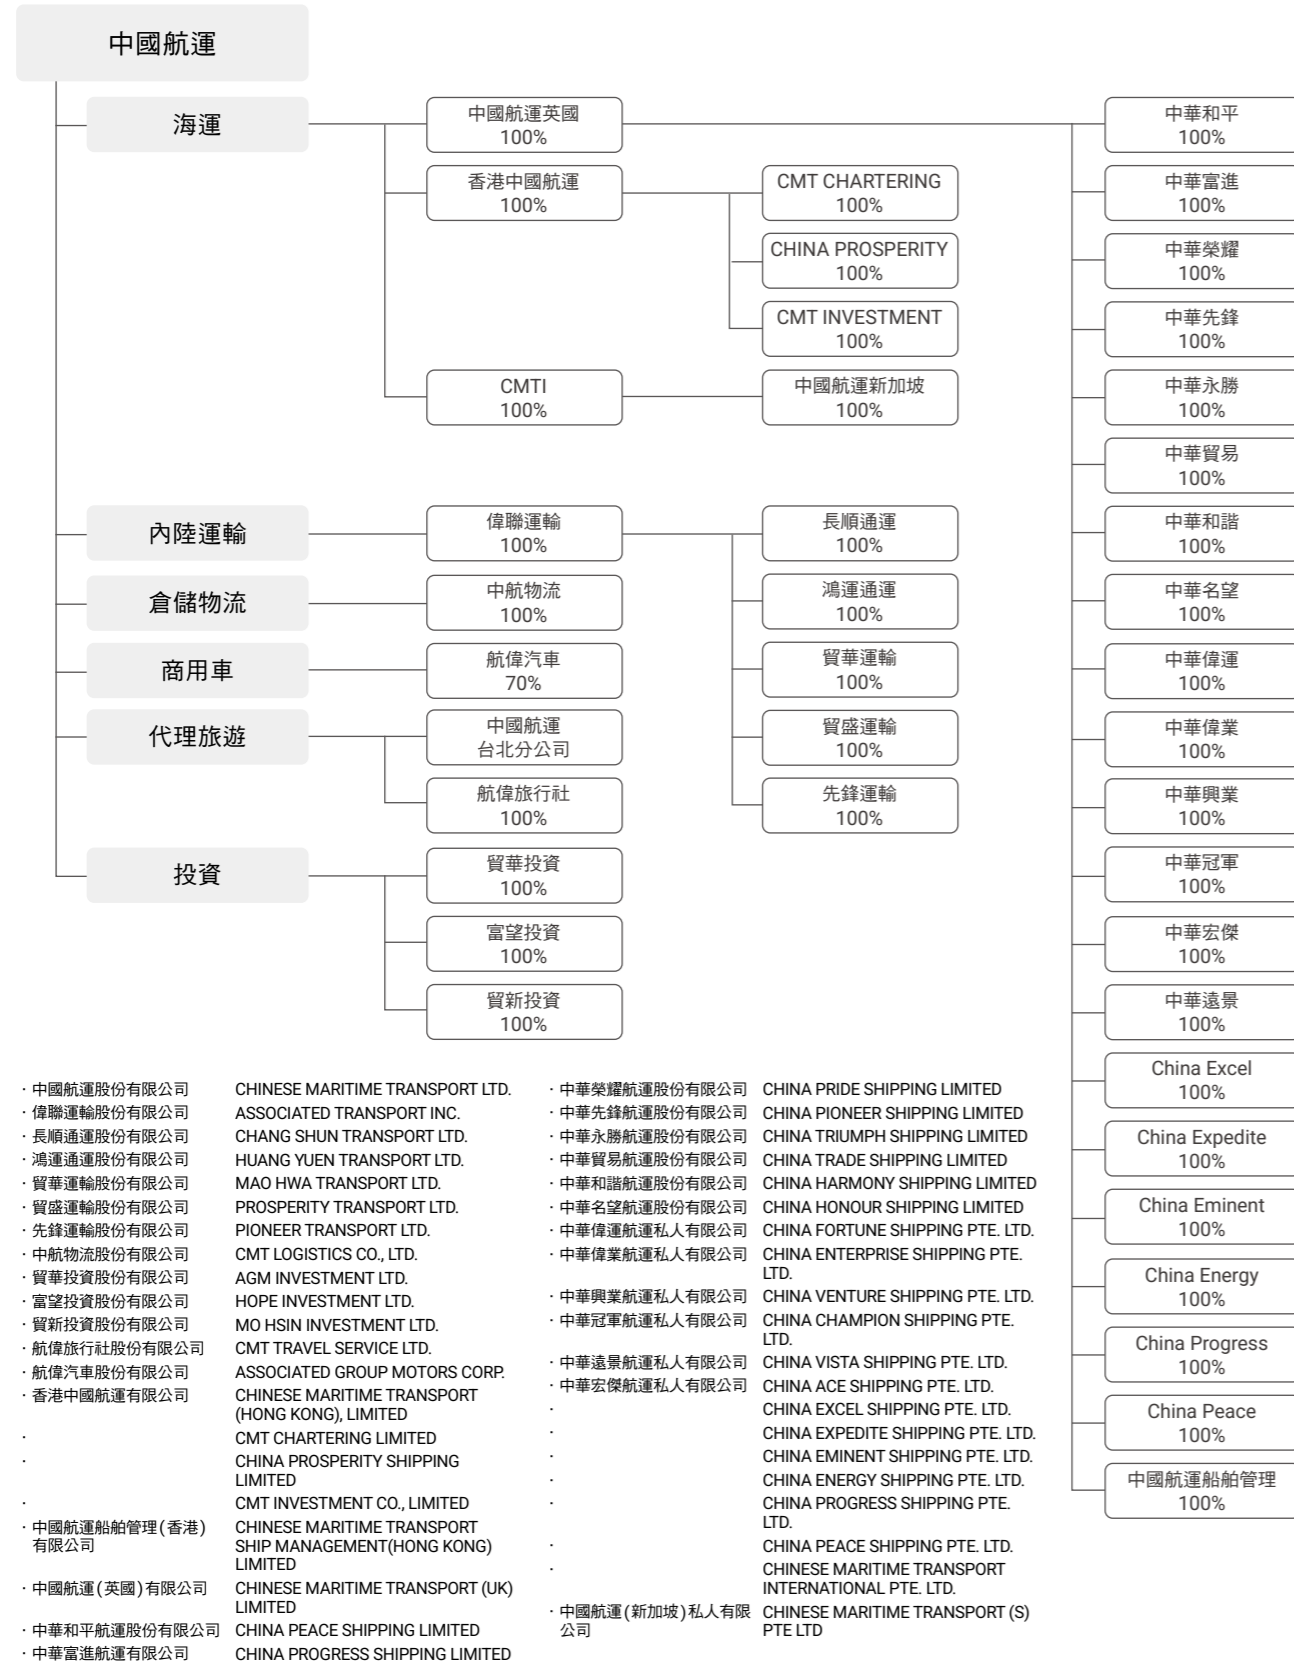 中國航運
海運
中國航運英國
100%
香港中國航運
100%
CMT CHARTERING
100%
CHINA PROSPERITY
100%
CMT INVESTMENT
100%
CMTI
100%
中國航運新加坡
100%
內陸運輸
偉聯運輸
100%
長順通運
100%
鴻運通運
100%
貿華運輸
100%
貿盛運輸
100%
先鋒運輸
100%
倉儲物流
中航物流
100%
商用車
航偉汽車
70%
代理旅遊
中國航運
台北分公司
航偉旅行社
100%
投資
貿華投資
100%
富望投資
100%
貿新投資
100%
中華和平
100%
中華富進
100%
中華榮耀
100%
中華先鋒
100%
中華永勝
100%
中華貿易
100%
中華和諧
100%
中華名望
100%
中華偉運
100%
中華偉業
100%
中華興業
100%
中華冠軍
100%
中華宏傑
100%
中華遠景
100%
China Excel
100%
China Expedite
100%
China Eminent
100%
China Energy
100%
China Progress
100%
China Peace
100%
中國航運船舶管理
100%
· 中國航運股份有限公司 CHINESE MARITIME TRANSPORT LTD.
· 偉聯運輸股份有限公司 ASSOCIATED TRANSPORT INC.
· 長順通運股份有限公司 CHANG SHUN TRANSPORT LTD.
· 鴻運通運股份有限公司 HUANG YUEN TRANSPORT LTD.
· 貿華運輸股份有限公司 MAO HWA TRANSPORT LTD.
· 貿盛運輸股份有限公司 PROSPERITY TRANSPORT LTD.
· 先鋒運輸股份有限公司 PIONEER TRANSPORT LTD.
· 中航物流股份有限公司 CMT LOGISTICS CO., LTD.
· 貿華投資股份有限公司 AGM INVESTMENT LTD.
· 富望投資股份有限公司 HOPE INVESTMENT LTD.
· 貿新投資股份有限公司 MO HSIN INVESTMENT LTD.
· 航偉旅行社股份有限公司 CMT TRAVEL SERVICE LTD.
· 航偉汽車股份有限公司 ASSOCIATED GROUP MOTORS CORP.
· 香港中國航運有限公司 CHINESE MARITIME TRANSPORT
(HONG KONG), LIMITED
· CMT CHARTERING LIMITED
· CHINA PROSPERITY SHIPPING
LIMITED
· CMT INVESTMENT CO., LIMITED
· 中國航運船舶管理(香港) CHINESE MARITIME TRANSPORT
有限公司 SHIP MANAGEMENT(HONG KONG)
LIMITED
· 中國航運(英國)有限公司 CHINESE MARITIME TRANSPORT (UK)
LIMITED
· 中華和平航運股份有限公司 CHINA PEACE SHIPPING LIMITED
· 中華富進航運有限公司 CHINA PROGRESS SHIPPING LIMITED
· 中華榮耀航運股份有限公司 CHINA PRIDE SHIPPING LIMITED
· 中華先鋒航運股份有限公司 CHINA PIONEER SHIPPING LIMITED
· 中華永勝航運股份有限公司 CHINA TRIUMPH SHIPPING LIMITED
· 中華貿易航運股份有限公司 CHINA TRADE SHIPPING LIMITED
· 中華和諧航運股份有限公司 CHINA HARMONY SHIPPING LIMITED
· 中華名望航運股份有限公司 CHINA HONOUR SHIPPING LIMITED
· 中華偉運航運私人有限公司 CHINA FORTUNE SHIPPING PTE. LTD.
· 中華偉業航運私人有限公司 CHINA ENTERPRISE SHIPPING PTE.
LTD.
· 中華興業航運私人有限公司 CHINA VENTURE SHIPPING PTE. LTD.
· 中華冠軍航運私人有限公司 CHINA CHAMPION SHIPPING PTE.
LTD.
· 中華遠景航運私人有限公司 CHINA VISTA SHIPPING PTE. LTD.
· 中華宏傑航運私人有限公司 CHINA ACE SHIPPING PTE. LTD.
· CHINA EXCEL SHIPPING PTE. LTD.
· CHINA EXPEDITE SHIPPING PTE. LTD.
· CHINA EMINENT SHIPPING PTE. LTD.
· CHINA ENERGY SHIPPING PTE. LTD.
· CHINA PROGRESS SHIPPING PTE.
LTD.
· CHINA PEACE SHIPPING PTE. LTD.
· CHINESE MARITIME TRANSPORT
INTERNATIONAL PTE. LTD.
· 中國航運(新加坡)私人有限 CHINESE MARITIME TRANSPORT (S)
公司 PTE LTD